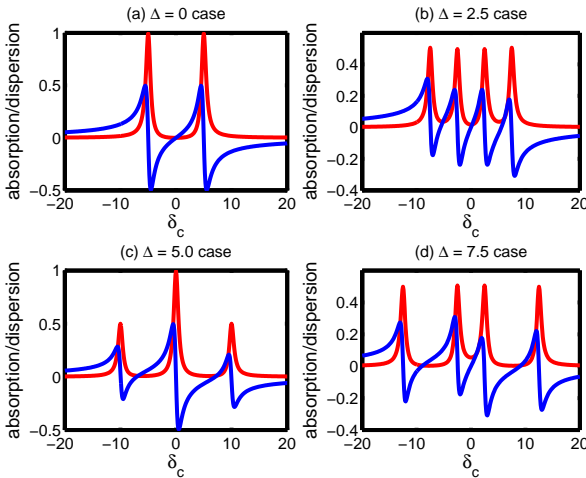 (a) Δ = 0 case
absorption/dispersion
1
0.5
0
−0.5
−20 −10 0 10 20
δc
(b) Δ = 2.5 case
absorption/dispersion
0.4
0.2
0
−0.2
−0.4
−20 −10 0 10 20
δc
(c) Δ = 5.0 case
absorption/dispersion
1
0.5
0
−0.5
−20 −10 0 10 20
δc
(d) Δ = 7.5 case
absorption/dispersion
0.4
0.2
0
−0.2
−0.4
−20 −10 0 10 20
δc